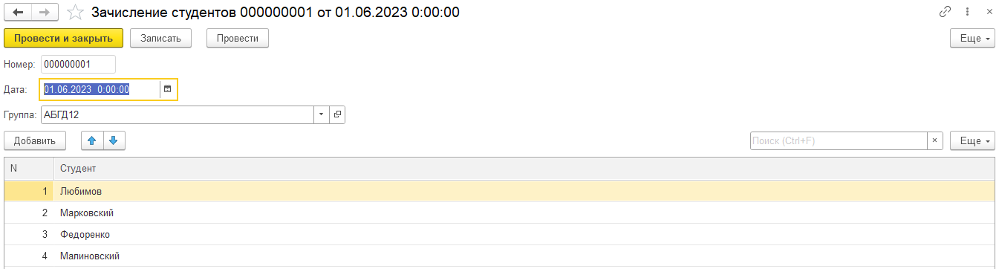 Зачисление студентов 000000001 от 01.06.2023 0:00:00
Провести и закрыть Записать Провести Еще
Номер: 000000001
Дата: 01.06.2023 0:00:00
Группа: АБГД12
Добавить Поиск (Ctrl+F) × Еще
N Студент
1 Любимов
2 Марковский
3 Федоренко
4 Малиновский